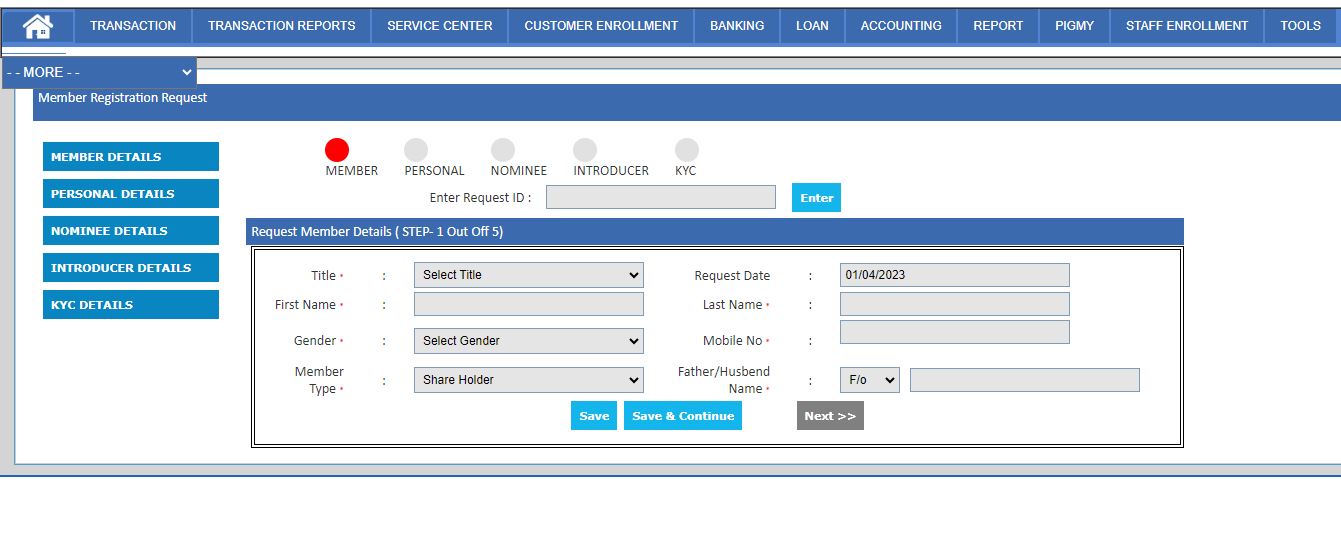 TRANSACTION TRANSACTION REPORTS SERVICE CENTER CUSTOMER ENROLLMENT BANKING LOAN ACCOUNTING REPORT PIGMY STAFF ENROLLMENT TOOLS
- - MORE - -
Member Registration Request
MEMBER DETAILS
PERSONAL DETAILS
NOMINEE DETAILS
INTRODUCER DETAILS
KYC DETAILS
MEMBER PERSONAL NOMINEE INTRODUCER KYC
Enter Request ID : Enter
Request Member Details ( STEP- 1 Out Off 5)
Title * : Select Title Request Date : 01/04/2023
First Name * : Last Name * :
Gender * : Select Gender Mobile No * :
Member Type * : Share Holder Father/Husbend Name * : F/o
Save Save & Continue Next >>